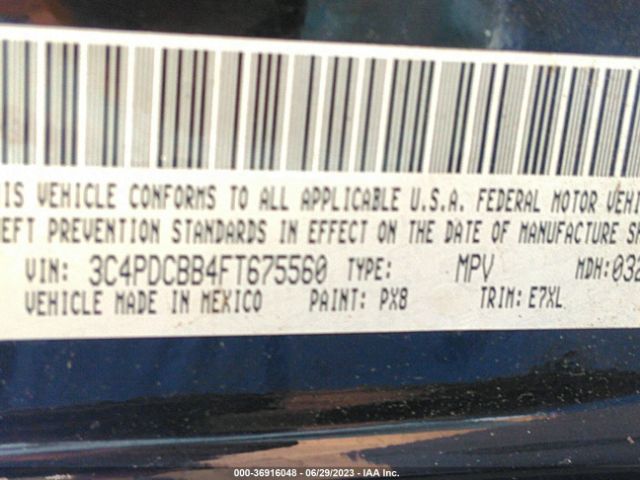 IS VEHICLE CONFORMS TO ALL APPLICABLE U.S.A. FEDERAL MOTOR VEHI
EFT PREVENTION STANDARDS IN EFFECT ON THE DATE OF MANUFACTURE SH
VIN: 3C4PDCBB4FT675560 TYPE: MPV MDH:032
VEHICLE MADE IN MEXICO PAINT: PX8 TRIM: E7XL
000-36916048 - 06/29/2023 - IAA Inc.